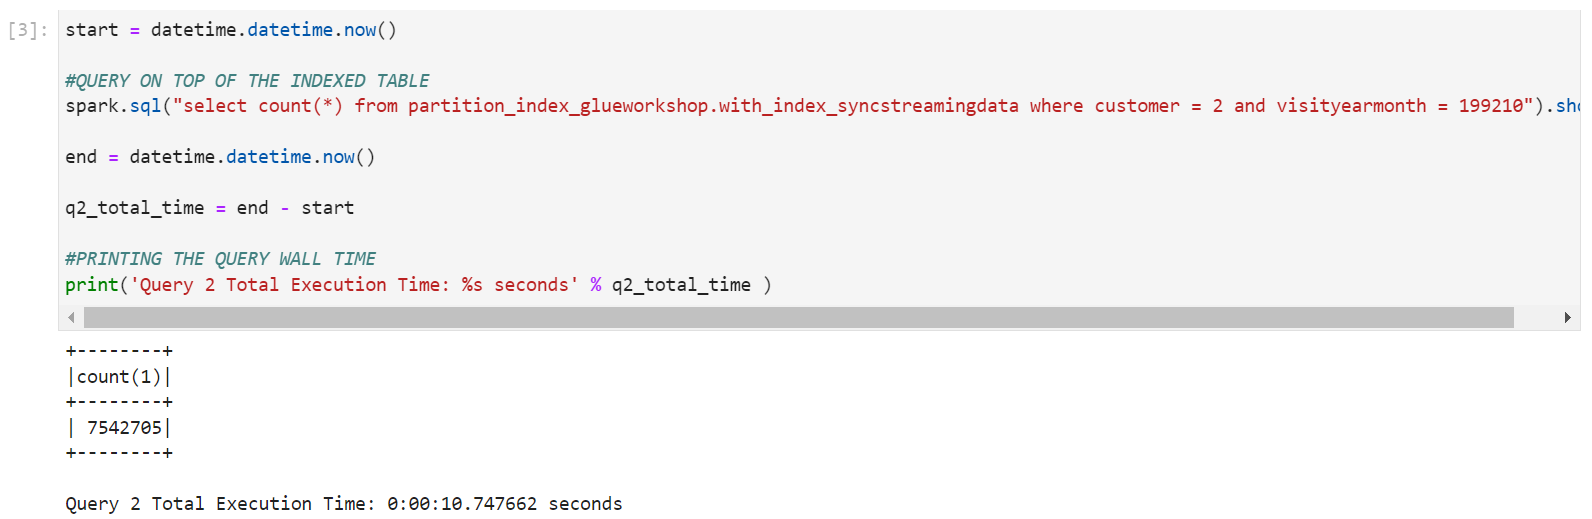 [3]:
start = datetime.datetime.now()
#QUERY ON TOP OF THE INDEXED TABLE
spark.sql("select count(*) from partition_index_glueworkshop.with_index_syncstreamingdata where customer = 2 and visityearmonth = 199210").sho
end = datetime.datetime.now()
q2_total_time = end - start
#PRINTING THE QUERY WALL TIME
print('Query 2 Total Execution Time: %s seconds' % q2_total_time )
+--------+
|count(1)|
+--------+
| 7542705|
+--------+
Query 2 Total Execution Time: 0:00:10.747662 seconds